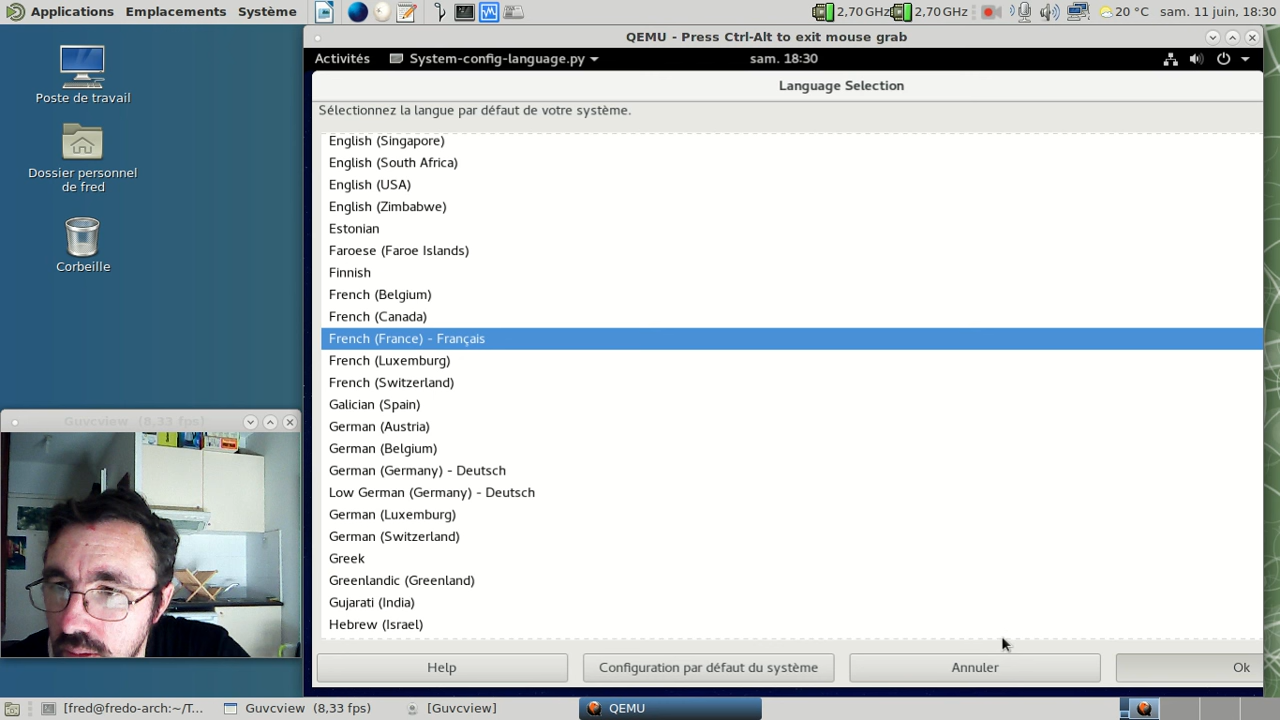 Applications Emplacements Système 2,70 GHz 2,70 GHz 20 °C sam. 11 juin, 18:30
QEMU - Press Ctrl-Alt to exit mouse grab
Activités System-config-language.py sam. 18:30
Language Selection
Sélectionnez la langue par défaut de votre système.
Poste de travail
Dossier personnel
de fred
Corbeille
English (Singapore)
English (South Africa)
English (USA)
English (Zimbabwe)
Estonian
Faroese (Faroe Islands)
Finnish
French (Belgium)
French (Canada)
French (France) - Français
French (Luxemburg)
French (Switzerland)
Galician (Spain)
German (Austria)
German (Belgium)
German (Germany) - Deutsch
Low German (Germany) - Deutsch
German (Luxemburg)
German (Switzerland)
Greek
Greenlandic (Greenland)
Gujarati (India)
Hebrew (Israel)
Help Configuration par défaut du système Annuler Ok
Guvcview (8,33 fps)
[fred@fredo-arch:~/T... Guvcview (8,33 fps) [Guvcview] QEMU